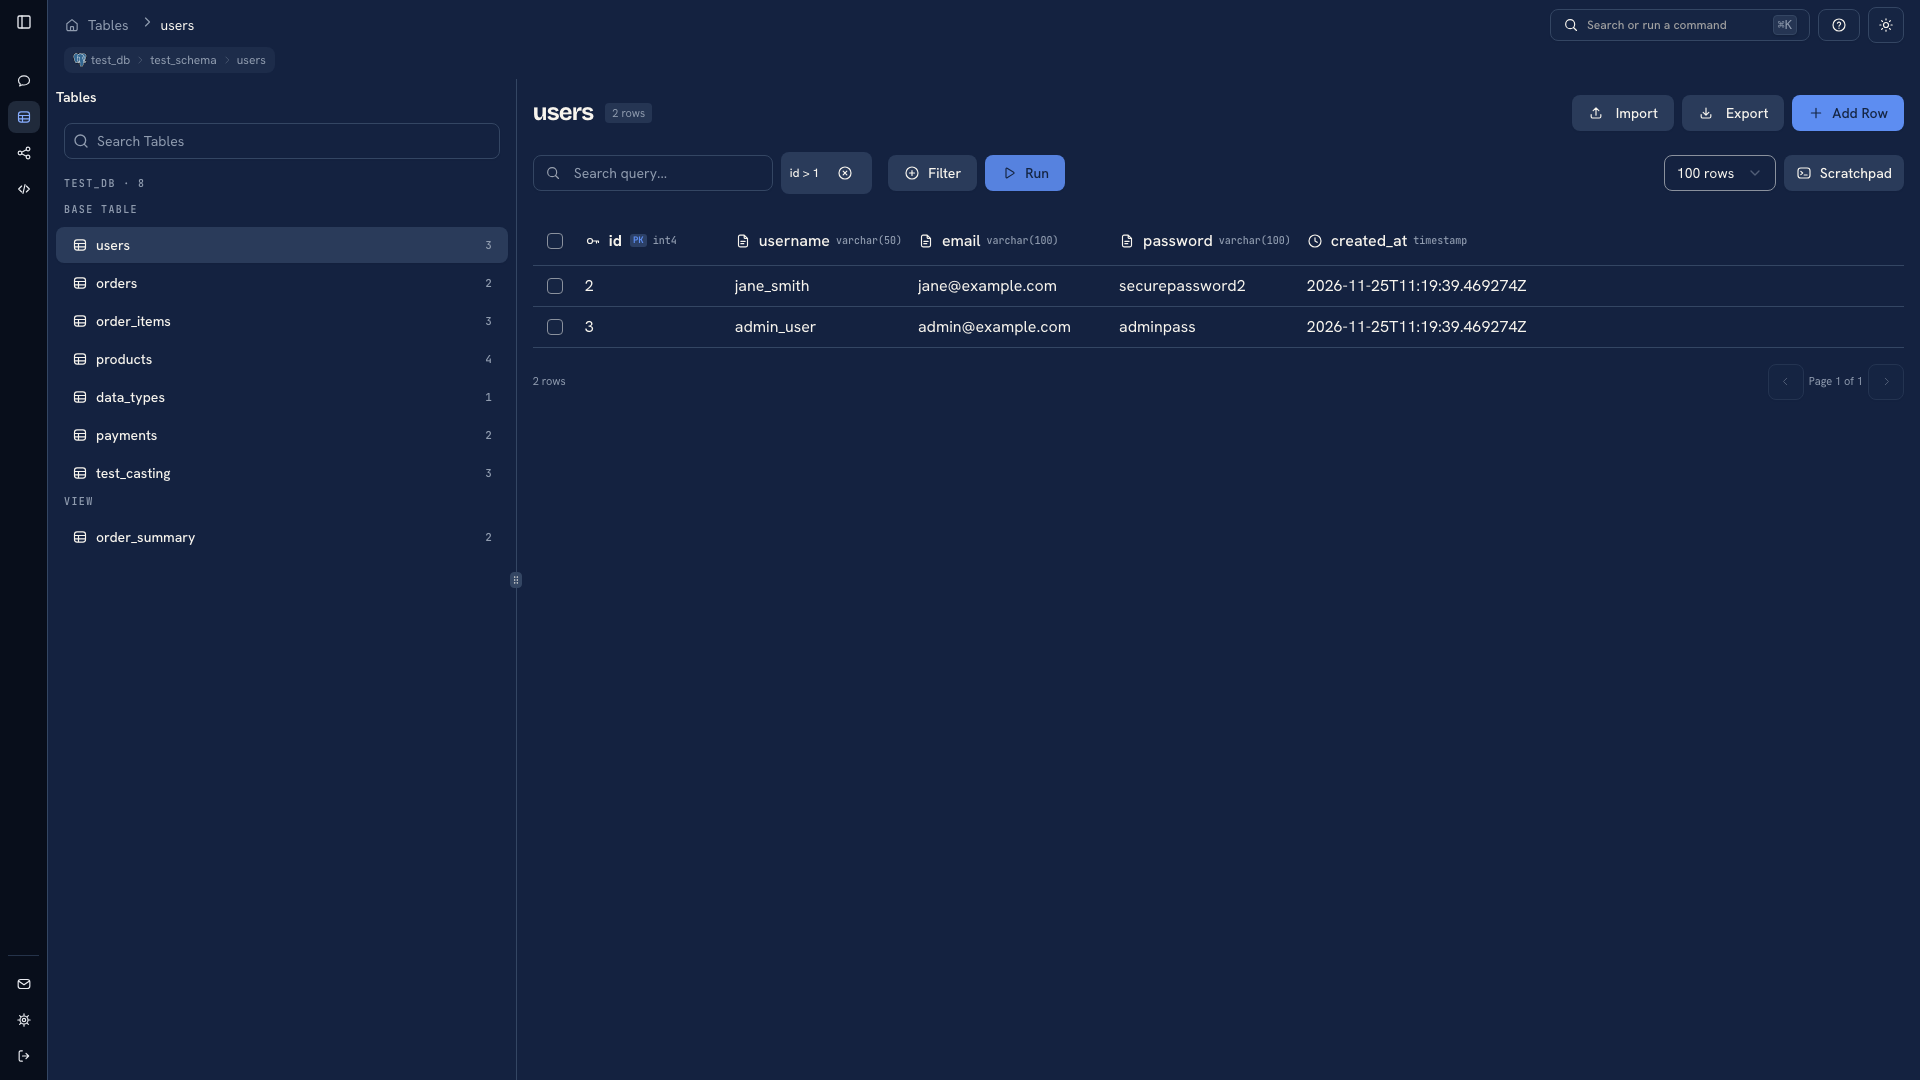 Tables > users
Search or run a command ⌘K
test_db > test_schema > users
Tables
Search Tables
TEST_DB · 8
BASE TABLE
users 3
orders 2
order_items 3
products 4
data_types 1
payments 2
test_casting 3
VIEW
order_summary 2
users 2 rows
Import Export Add Row
Search query... id > 1 Filter Run 100 rows Scratchpad
id PK int4 username varchar(50) email varchar(100) password varchar(100) created_at timestamp
2 jane_smith jane@example.com securepassword2 2026-11-25T11:19:39.469274Z
3 admin_user admin@example.com adminpass 2026-11-25T11:19:39.469274Z
2 rows Page 1 of 1